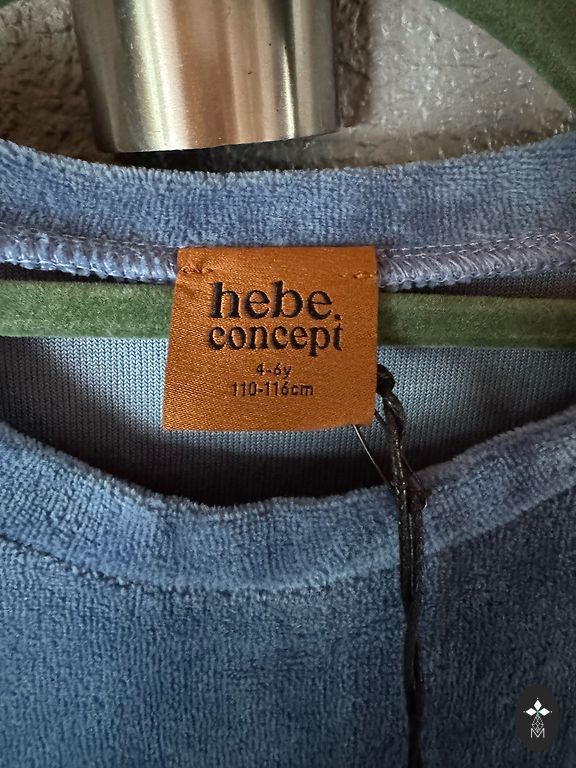 hebe.
concept
4-6y
110-116cm
M